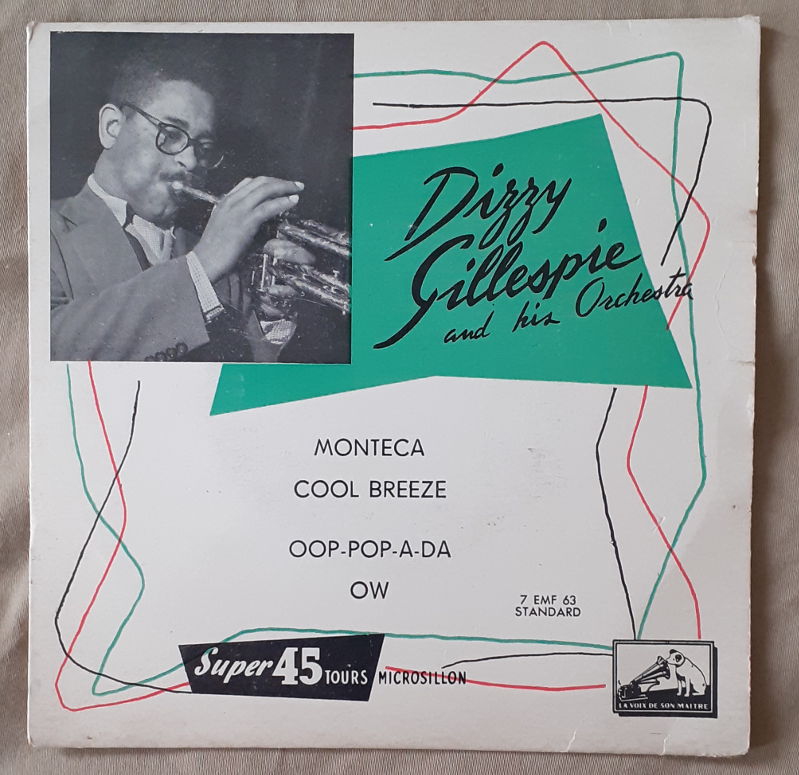 Dizzy
Gillespie
and his Orchestra
MONTECA
COOL BREEZE
OOP-POP-A-DA
OW
7 EMF 63
STANDARD
Super 45 TOURS MICROSILLON
LA VOIX DE SON MAITRE